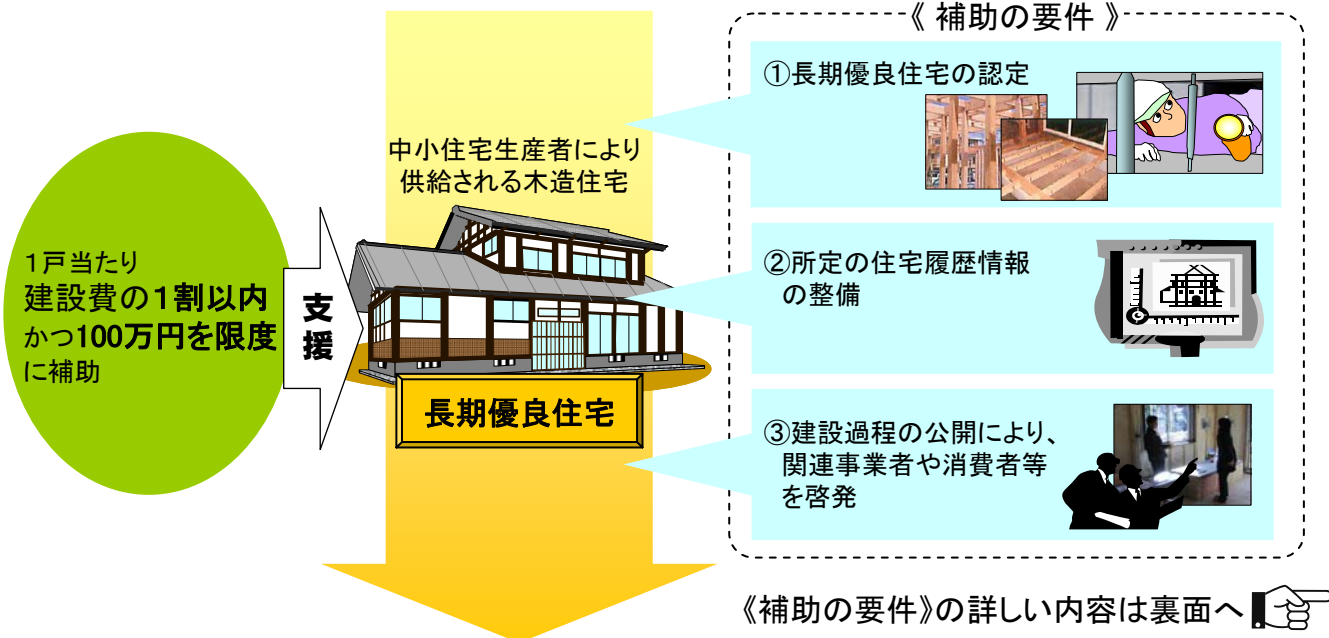 《 補助の要件 》
①長期優良住宅の認定
中小住宅生産者により
供給される木造住宅
1戸当たり
建設費の1割以内
かつ100万円を限度
に補助
支援
②所定の住宅履歴情報
の整備
長期優良住宅
③建設過程の公開により、
関連事業者や消費者等
を啓発
《補助の要件》の詳しい内容は裏面へ